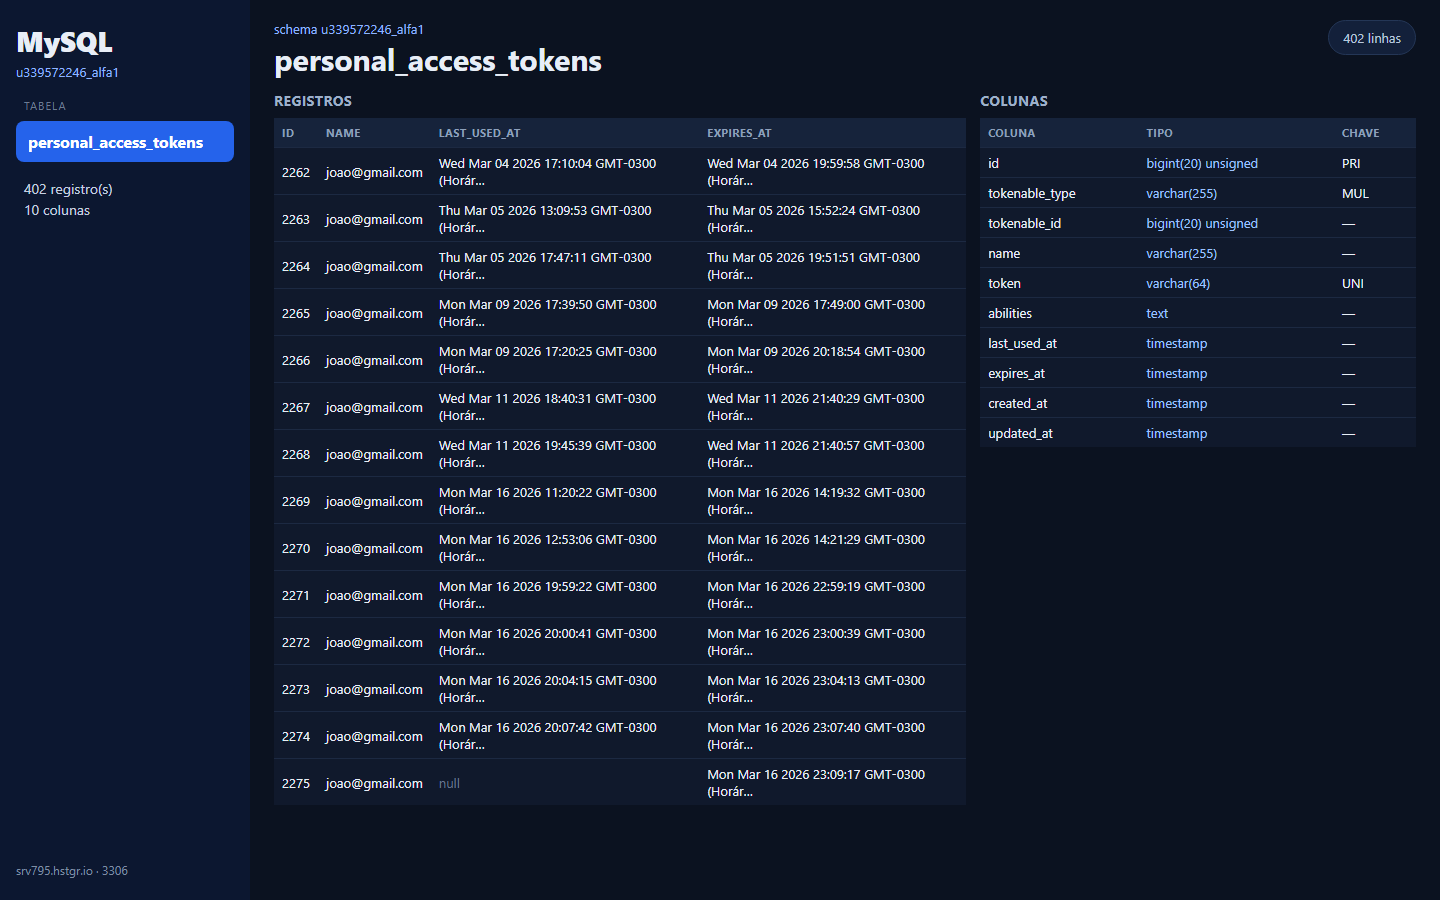 MySQL
u339572246_alfa1
TABELA
personal_access_tokens
402 registro(s)
10 colunas
srv795.hstgr.io · 3306
schema u339572246_alfa1
personal_access_tokens
402 linhas
REGISTROS
ID NAME LAST_USED_AT EXPIRES_AT
2262 joao@gmail.com Wed Mar 04 2026 17:10:04 GMT-0300 (Horár... Wed Mar 04 2026 19:59:58 GMT-0300 (Horár...
2263 joao@gmail.com Thu Mar 05 2026 13:09:53 GMT-0300 (Horár... Thu Mar 05 2026 15:52:24 GMT-0300 (Horár...
2264 joao@gmail.com Thu Mar 05 2026 17:47:11 GMT-0300 (Horár... Thu Mar 05 2026 19:51:51 GMT-0300 (Horár...
2265 joao@gmail.com Mon Mar 09 2026 17:39:50 GMT-0300 (Horár... Mon Mar 09 2026 17:49:00 GMT-0300 (Horár...
2266 joao@gmail.com Mon Mar 09 2026 17:20:25 GMT-0300 (Horár... Mon Mar 09 2026 20:18:54 GMT-0300 (Horár...
2267 joao@gmail.com Wed Mar 11 2026 18:40:31 GMT-0300 (Horár... Wed Mar 11 2026 21:40:29 GMT-0300 (Horár...
2268 joao@gmail.com Wed Mar 11 2026 19:45:39 GMT-0300 (Horár... Wed Mar 11 2026 21:40:57 GMT-0300 (Horár...
2269 joao@gmail.com Mon Mar 16 2026 11:20:22 GMT-0300 (Horár... Mon Mar 16 2026 14:19:32 GMT-0300 (Horár...
2270 joao@gmail.com Mon Mar 16 2026 12:53:06 GMT-0300 (Horár... Mon Mar 16 2026 14:21:29 GMT-0300 (Horár...
2271 joao@gmail.com Mon Mar 16 2026 19:59:22 GMT-0300 (Horár... Mon Mar 16 2026 22:59:19 GMT-0300 (Horár...
2272 joao@gmail.com Mon Mar 16 2026 20:00:41 GMT-0300 (Horár... Mon Mar 16 2026 23:00:39 GMT-0300 (Horár...
2273 joao@gmail.com Mon Mar 16 2026 20:04:15 GMT-0300 (Horár... Mon Mar 16 2026 23:04:13 GMT-0300 (Horár...
2274 joao@gmail.com Mon Mar 16 2026 20:07:42 GMT-0300 (Horár... Mon Mar 16 2026 23:07:40 GMT-0300 (Horár...
2275 joao@gmail.com null Mon Mar 16 2026 23:09:17 GMT-0300 (Horár...
COLUNAS
COLUNA TIPO CHAVE
id bigint(20) unsigned PRI
tokenable_type varchar(255) MUL
tokenable_id bigint(20) unsigned —
name varchar(255) —
token varchar(64) UNI
abilities text —
last_used_at timestamp —
expires_at timestamp —
created_at timestamp —
updated_at timestamp —